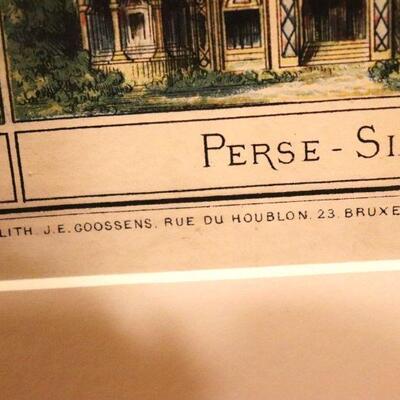 PERSE - SI
LITH. J.E. GOOSSENS. RUE DU HOUBLON. 23. BRUXE